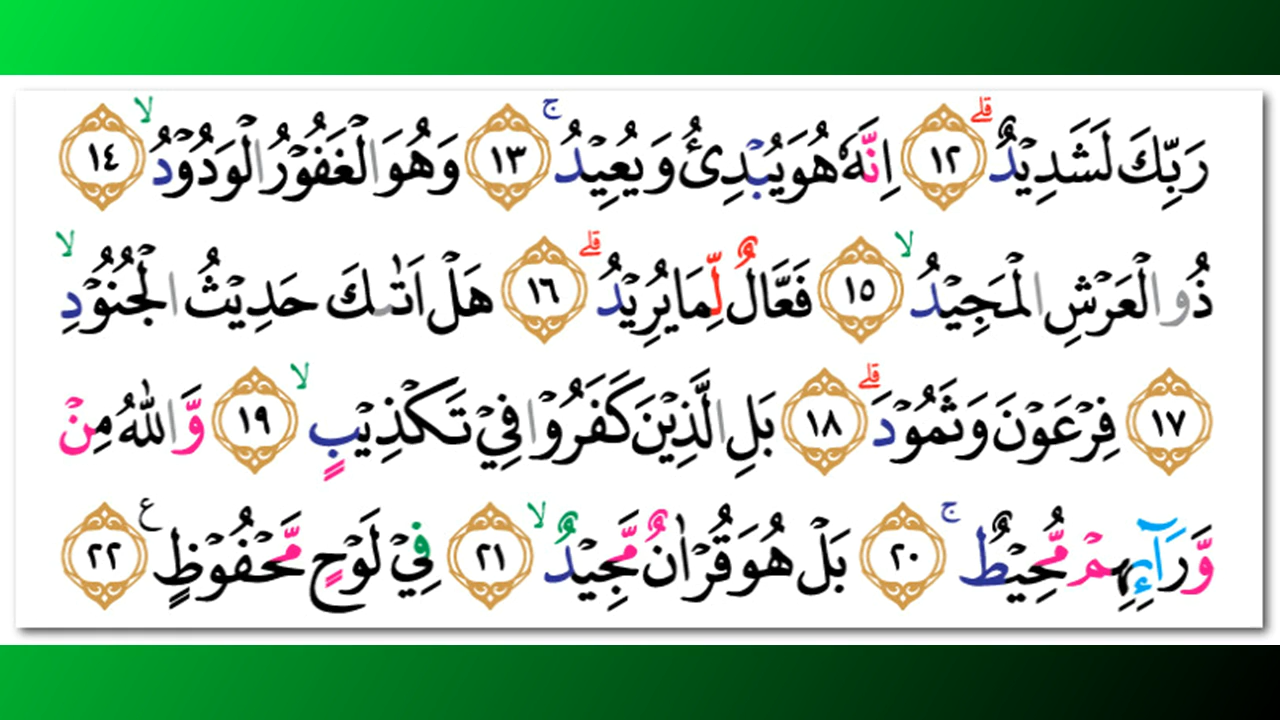 رَبِّكَ لَشَدِيْدٌ ۗ ١٢ اِنَّهٗ هُوَ يُبْدِئُ وَيُعِيْدُ ۚ ١٣ وَهُوَ الْغَفُوْرُ الْوَدُوْدُ ۙ ١٤
ذُو الْعَرْشِ الْمَجِيْدُ ۙ ١٥ فَعَّالٌ لِّمَا يُرِيْدُ ۗ ١٦ هَلْ اَتٰىكَ حَدِيْثُ الْجُنُوْدِ ۙ
١٧ فِرْعَوْنَ وَثَمُوْدَ ۗ ١٨ بَلِ الَّذِيْنَ كَفَرُوْا فِيْ تَكْذِيْبٍ ۙ ١٩ وَّاللّٰهُ مِنْ
وَّرَاۤءِهِمْ مُّحِيْطٌ ۚ ٢٠ بَلْ هُوَ قُرْاٰنٌ مَّجِيْدٌ ۙ ٢١ فِيْ لَوْحٍ مَّحْفُوْظٍ ع ٢٢